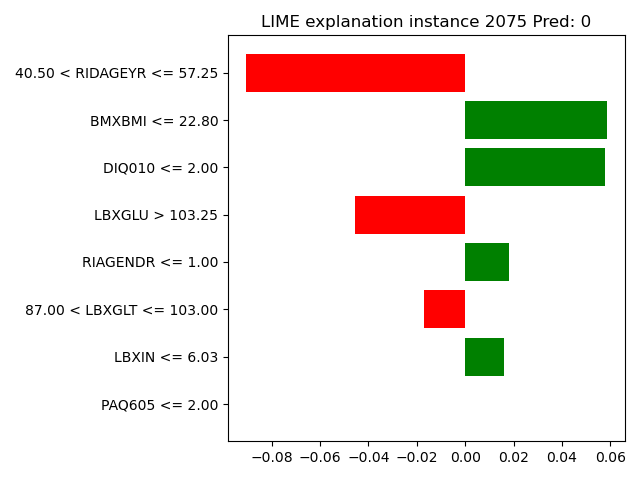 LIME explanation instance 2075 Pred: 0
40.50 < RIDAGEYR <= 57.25
BMXBMI <= 22.80
DIQ010 <= 2.00
LBXGLU > 103.25
RIAGENDR <= 1.00
87.00 < LBXGLT <= 103.00
LBXIN <= 6.03
PAQ605 <= 2.00
−0.08 −0.06 −0.04 −0.02 0.00 0.02 0.04 0.06